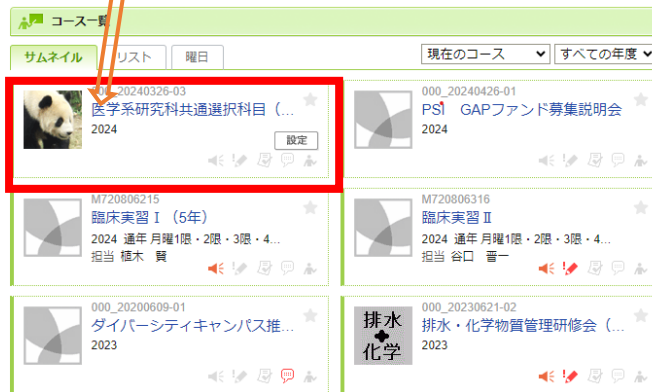 コース一覧
サムネイル
リスト
曜日
現在のコース
すべての年度
000_20240326-03
医学系研究科共通選択科目（...
2024
設定
000_20240426-01
PSI GAPファンド募集説明会
2024
M720806215
臨床実習Ⅰ（5年）
2024 通年 月曜1限・2限・3限・4...
担当 植木 賢
M720806316
臨床実習Ⅱ
2024 通年 月曜1限・2限・3限・4...
担当 谷口 晋一
000_20200609-01
ダイバーシティキャンパス推...
2023
排水
化学
000_20230621-02
排水・化学物質管理研修会（...
2023